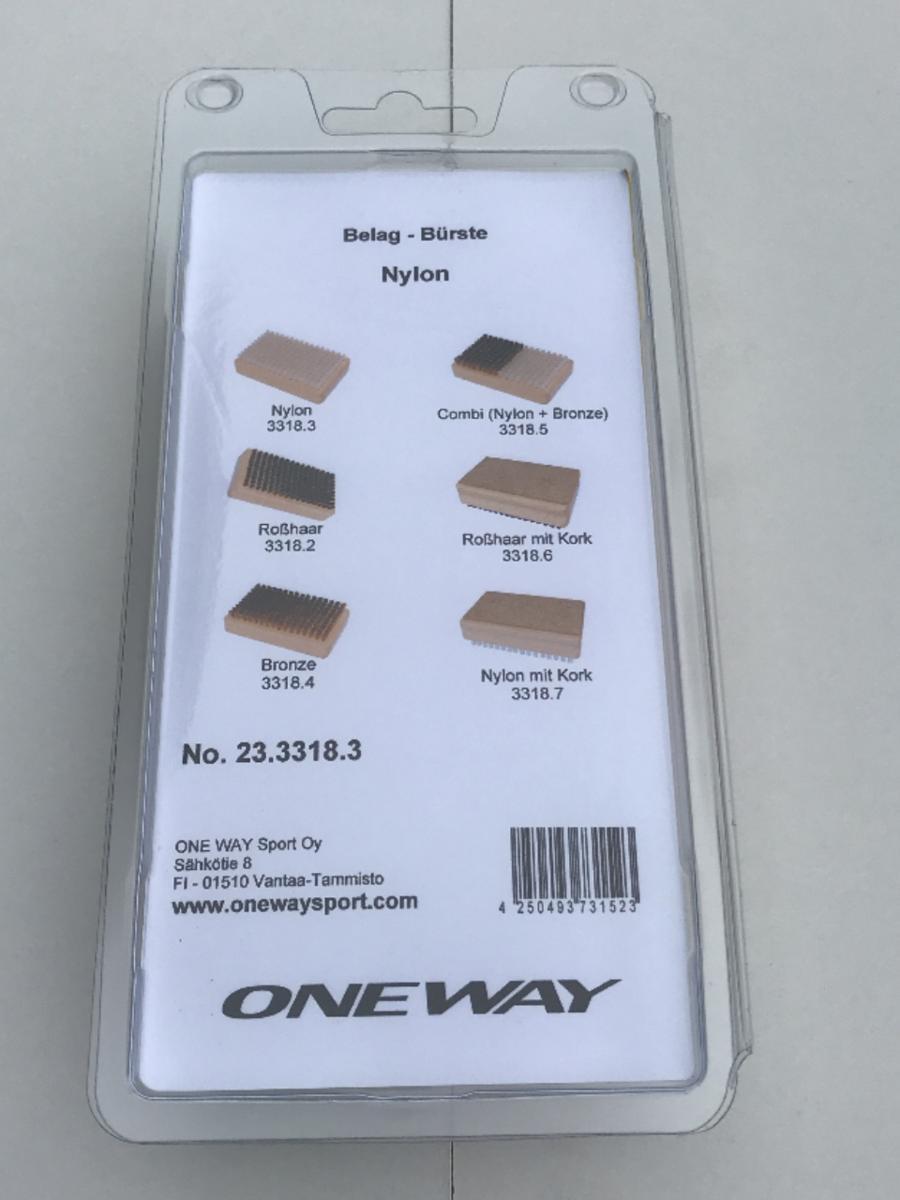 Belag - Bürste
Nylon
Nylon
3318.3
Combi (Nylon + Bronze)
3318.5
Roßhaar
3318.2
Roßhaar mit Kork
3318.6
Bronze
3318.4
Nylon mit Kork
3318.7
No. 23.3318.3
ONE WAY Sport Oy
Sähkötie 8
FI - 01510 Vantaa-Tammisto
www.onewaysport.com
4 250493 731523
ONE WAY